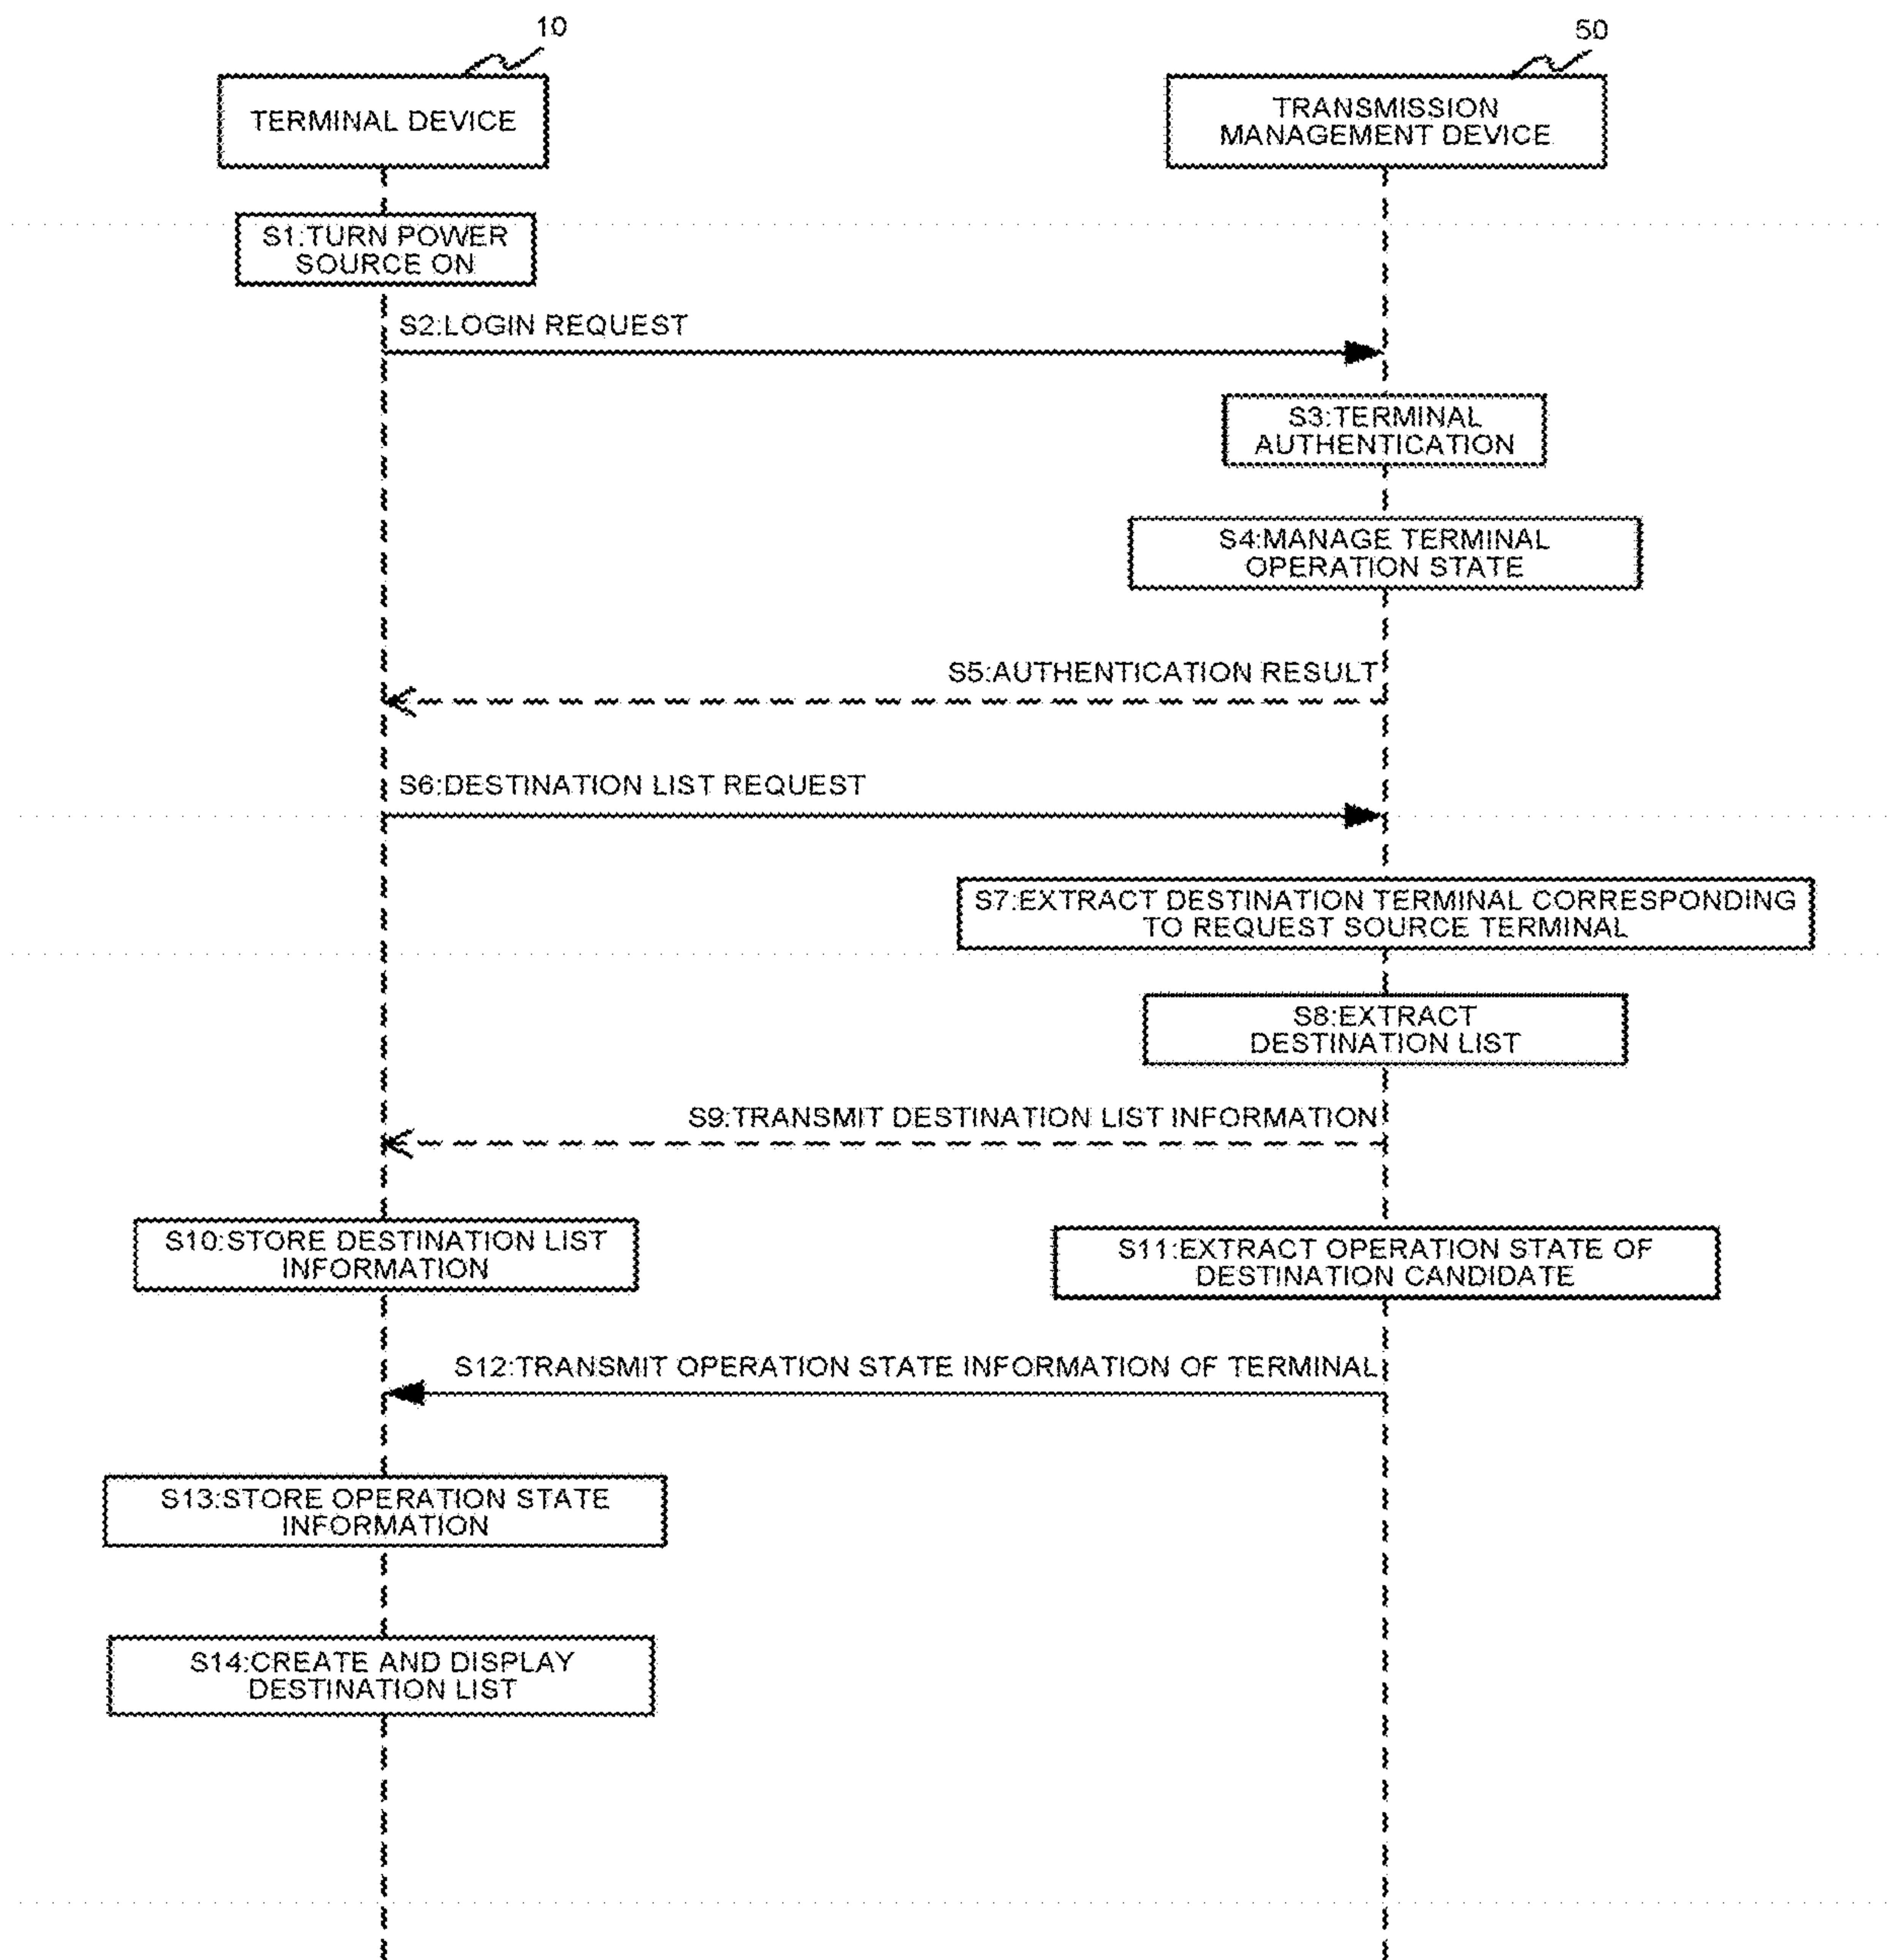 10
50
TERMINAL DEVICE
TRANSMISSION
MANAGEMENT DEVICE
S1:TURN POWER
SOURCE ON
S2:LOGIN REQUEST
S3:TERMINAL
AUTHENTICATION
S4:MANAGE TERMINAL
OPERATION STATE
S5:AUTHENTICATION RESULT
S6:DESTINATION LIST REQUEST
S7:EXTRACT DESTINATION TERMINAL CORRESPONDING
TO REQUEST SOURCE TERMINAL
S8:EXTRACT
DESTINATION LIST
S9:TRANSMIT DESTINATION LIST INFORMATION
S10:STORE DESTINATION LIST
INFORMATION
S11:EXTRACT OPERATION STATE OF
DESTINATION CANDIDATE
S12:TRANSMIT OPERATION STATE INFORMATION OF TERMINAL
S13:STORE OPERATION STATE
INFORMATION
S14:CREATE AND DISPLAY
DESTINATION LIST